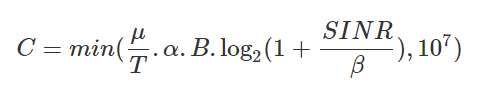 C = min(μ/T . α . B . log₂(1 + SINR/β), 10⁷)